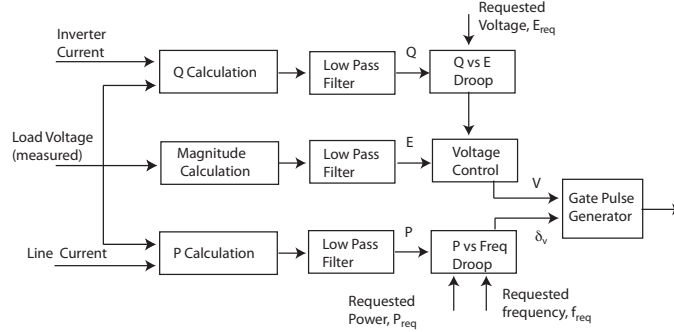 Requested
Voltage, E_req
Inverter
Current
Q Calculation
Low Pass
Filter
Q
Q vs E
Droop
Load Voltage
(measured)
Magnitude
Calculation
Low Pass
Filter
E
Voltage
Control
V
Gate Pulse
Generator
Line Current
P Calculation
Low Pass
Filter
P
P vs Freq
Droop
δ_v
Requested
Power, P_req
Requested
frequency, f_req